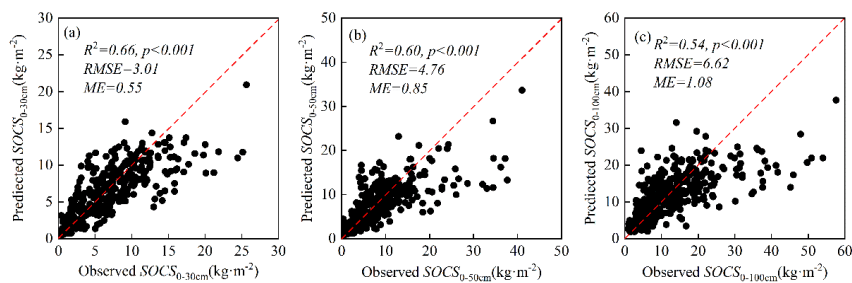 (a)
R²=0.66, p<0.001
RMSE=3.01
ME=0.55
Prediecced SOCS0-30cm(kg·m-2)
30
25
20
15
10
5
0
0 5 10 15 20 25 30
Observed SOCS0-30cm(kg·m-2)
(b)
R²=0.60, p<0.001
RMSE=4.76
ME=0.85
Prediecced SOCS0-50cm(kg·m-2)
50
40
30
20
10
0
0 10 20 30 40 50
Observed SOCS0-50cm(kg·m-2)
(c)
R²=0.54, p<0.001
RMSE=6.62
ME=1.08
Prediecced SOCS0-100cm(kg·m-2)
60
50
40
30
20
10
0
0 10 20 30 40 50 60
Observed SOCS0-100cm(kg·m-2)